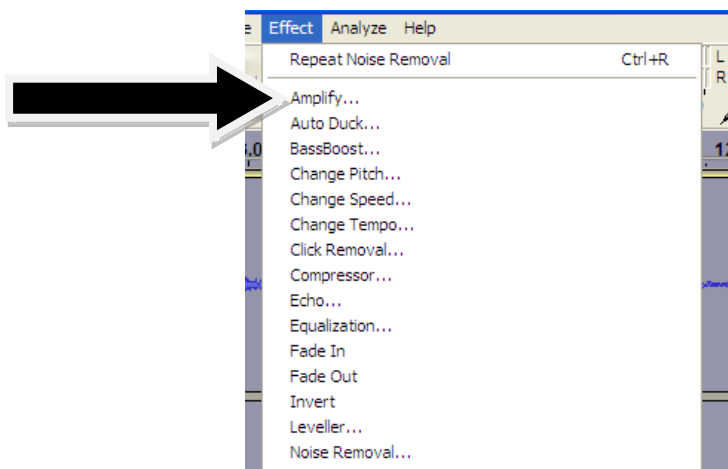 Effect Analyze Help
Repeat Noise Removal Ctrl+R
L
R
Amplify...
Auto Duck...
BassBoost...
Change Pitch...
Change Speed...
Change Tempo...
Click Removal...
Compressor...
Echo...
Equalization...
Fade In
Fade Out
Invert
Leveller...
Noise Removal...